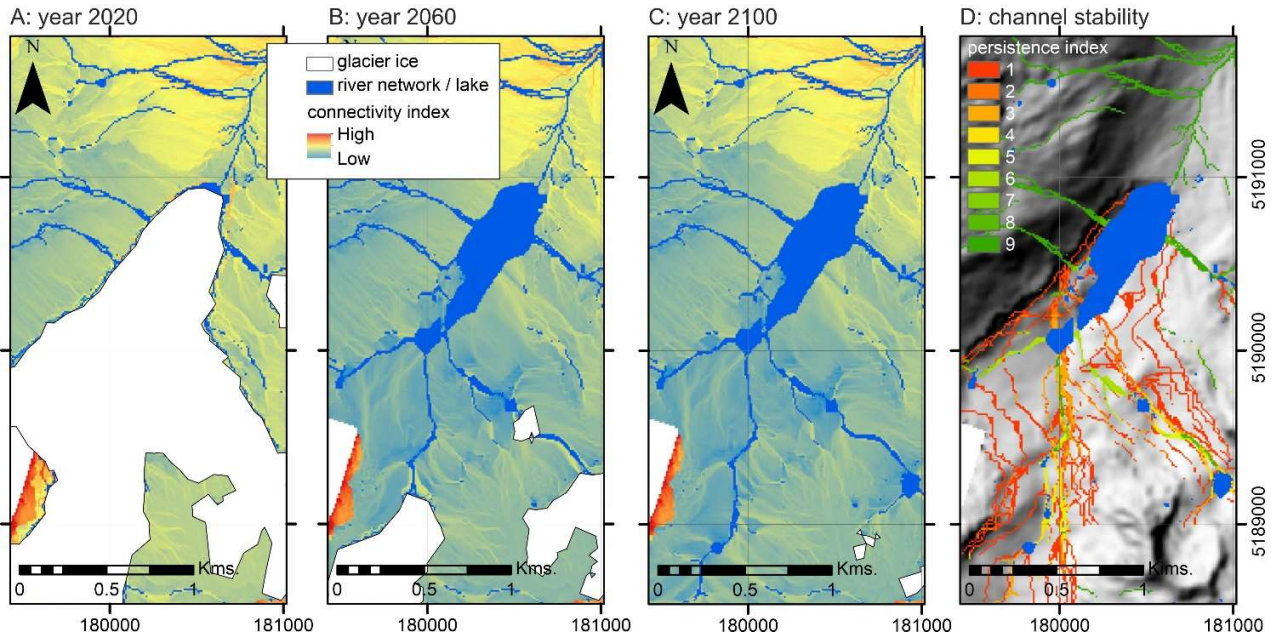 A: year 2020
B: year 2060
C: year 2100
D: channel stability
N
N
N
glacier ice
river network / lake
connectivity index
High
Low
persistence index
1
2
3
4
5
6
7
8
9
5191000
5190000
5189000
Kms.
0 0.5 1
Kms.
0 0.5 1
Kms.
0 0.5 1
Kms.
0 0.5 1
180000 181000
180000 181000
180000 181000
180000 181000